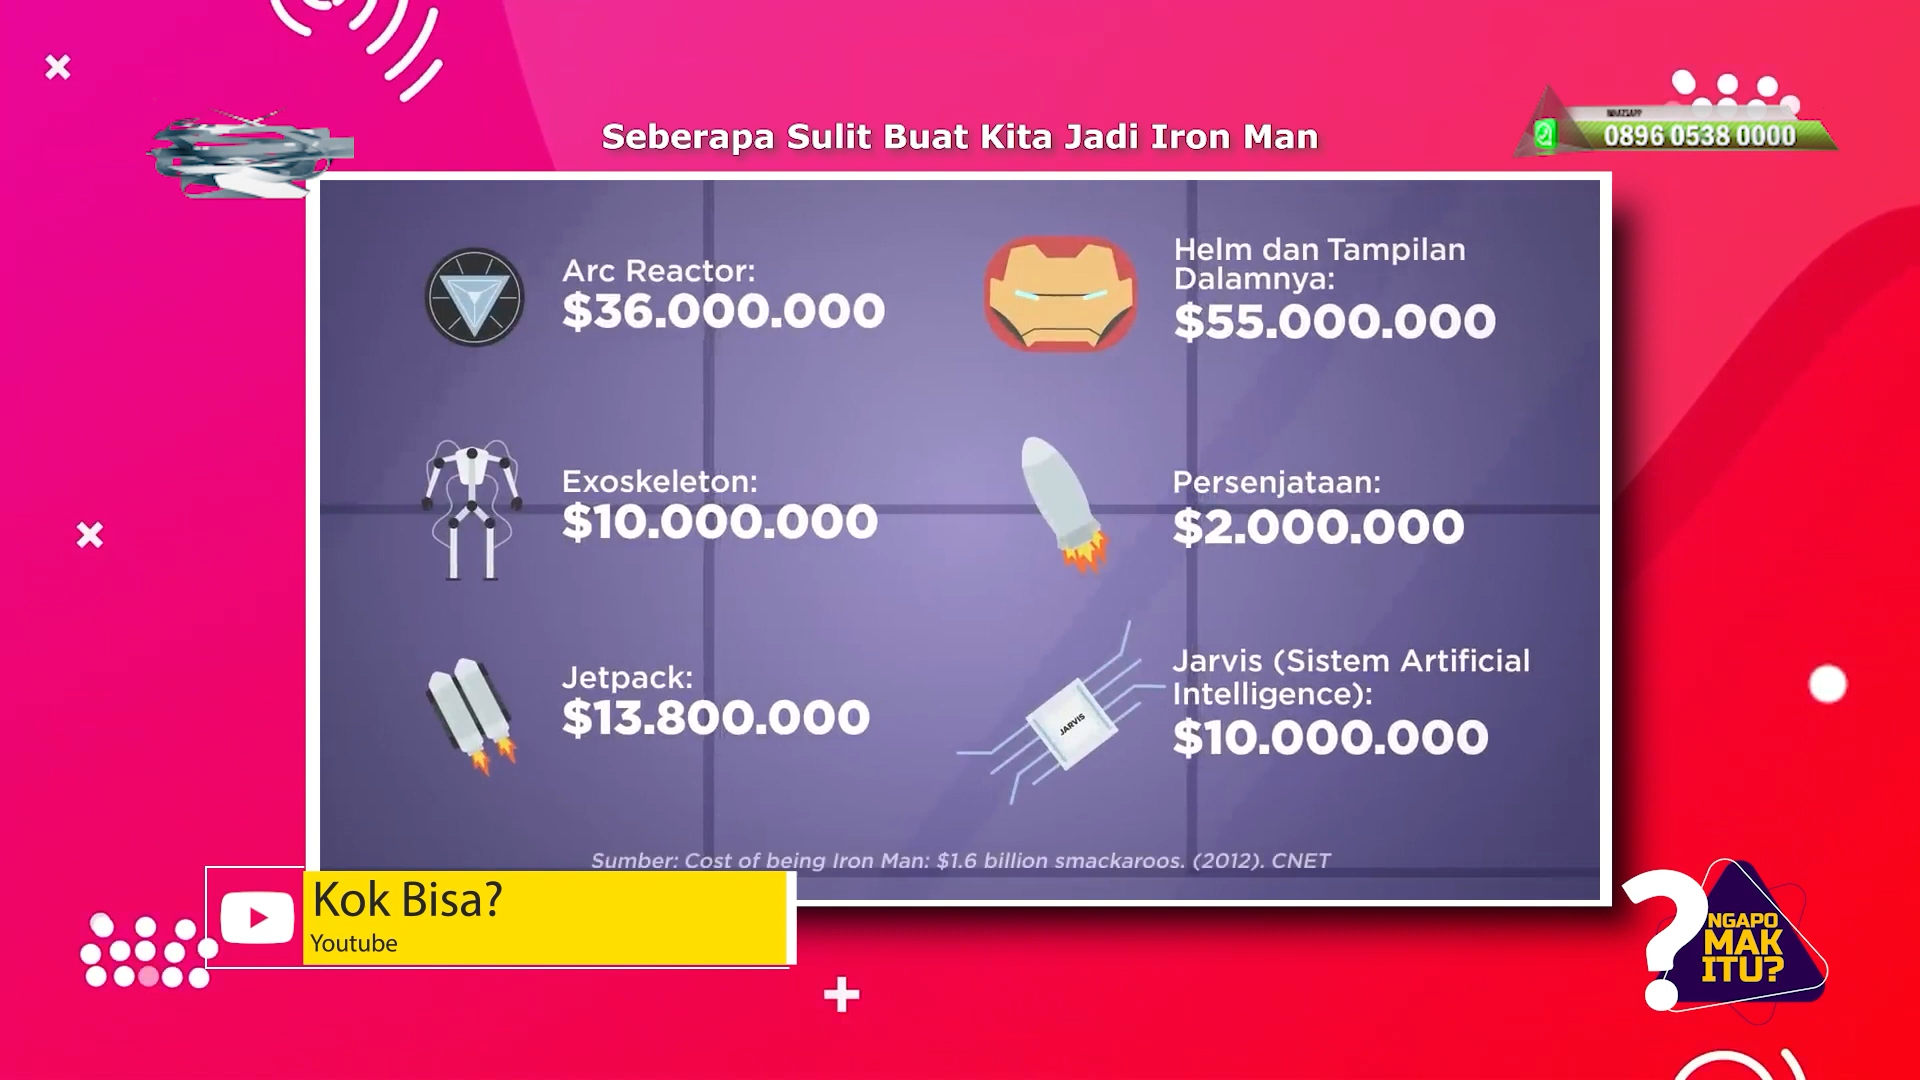 WHATSAPP
0896 0538 0000
Seberapa Sulit Buat Kita Jadi Iron Man
Arc Reactor:
$36.000.000
Helm dan Tampilan
Dalamnya:
$55.000.000
Exoskeleton:
$10.000.000
Persenjataan:
$2.000.000
Jetpack:
$13.800.000
JARVIS
Jarvis (Sistem Artificial
Intelligence):
$10.000.000
Sumber: Cost of being Iron Man: $1.6 billion smackaroos. (2012). CNET
Kok Bisa?
Youtube
?
NGAPO
MAK
ITU?